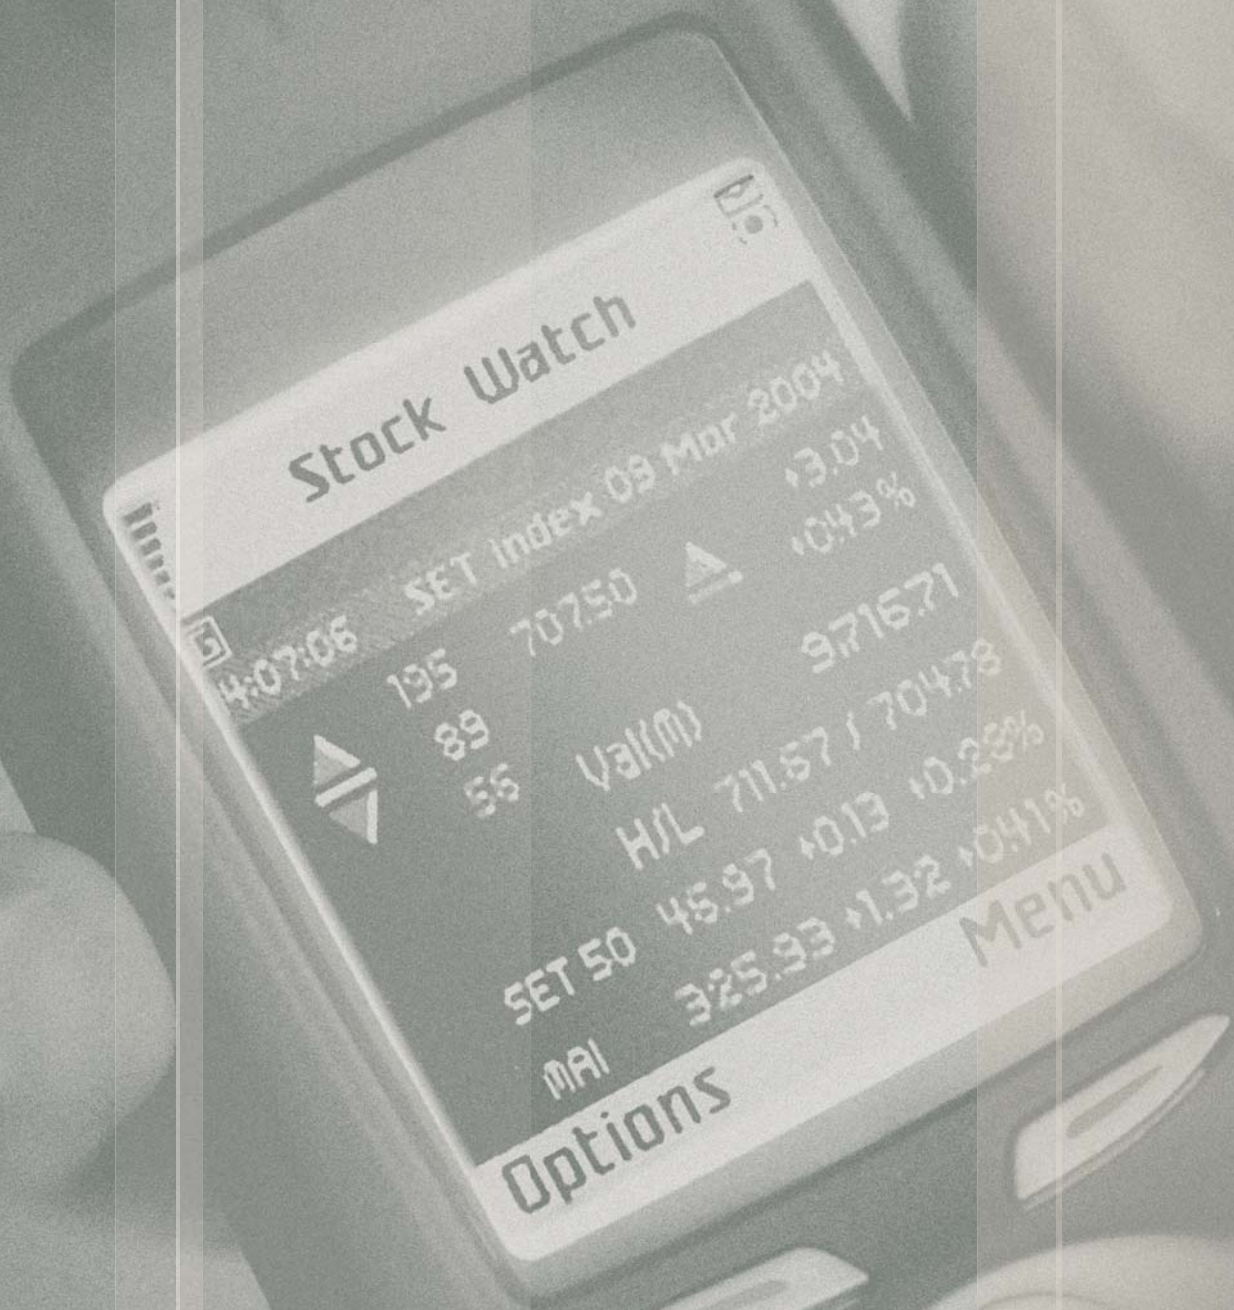 Stock Watch
4:07:06 SET Index 09 Mar 2004
195 707.50 +3.04
89 +0.43%
56 Val(M) 9,716.71
H/L 711.67 / 704.78
SET 50 45.97 +0.13 +0.28%
MAI 325.93 +1.32 +0.41%
Options Menu